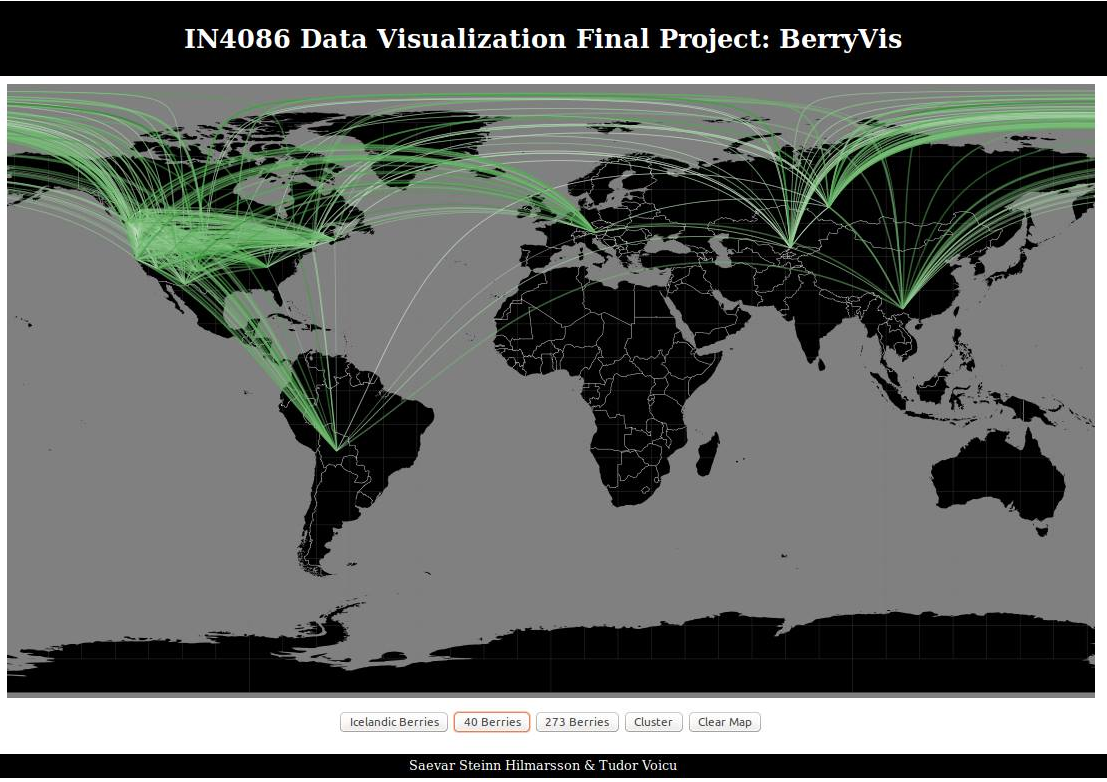 IN4086 Data Visualization Final Project: BerryVis
Icelandic Berries
40 Berries
273 Berries
Cluster
Clear Map
Saevar Steinn Hilmarsson & Tudor Voicu